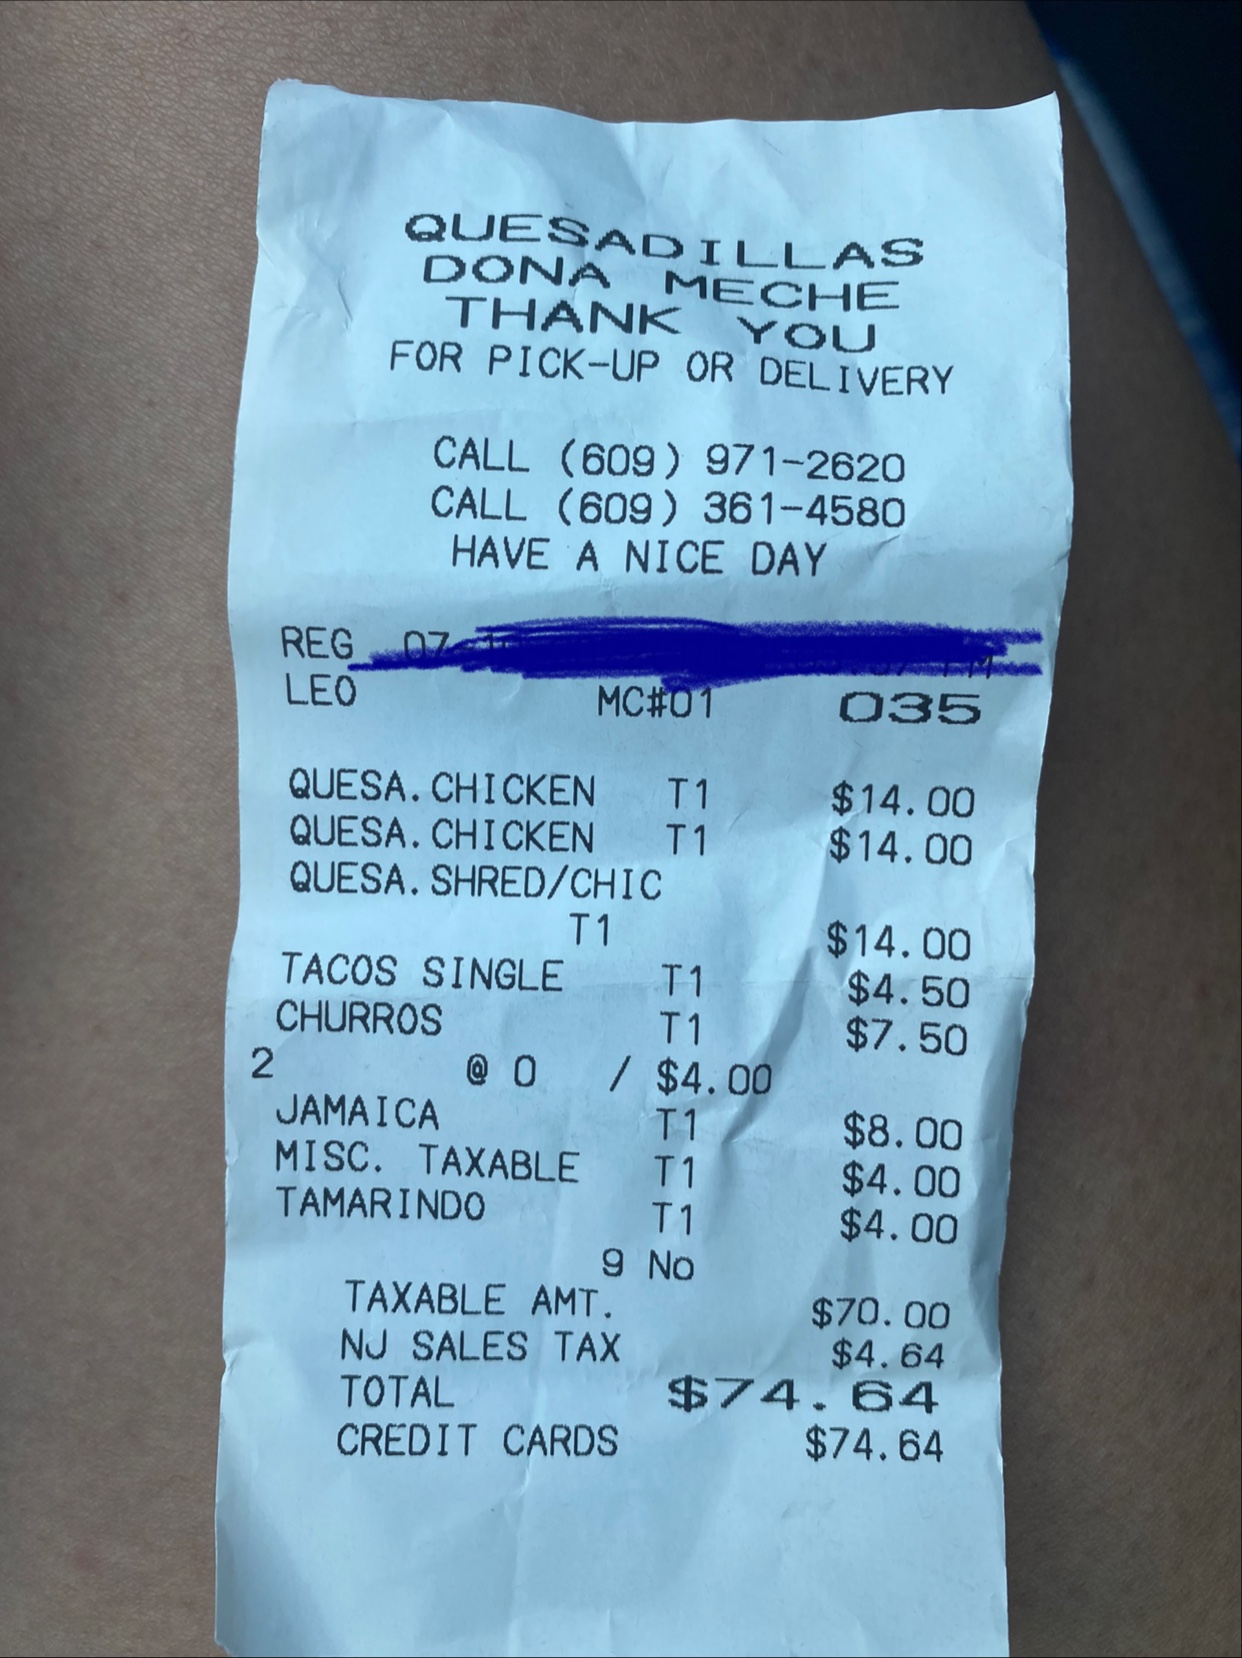 QUESADILLAS
DONA MECHE
THANK YOU
FOR PICK-UP OR DELIVERY
CALL (609) 971-2620
CALL (609) 361-4580
HAVE A NICE DAY
REG
LEO MC#01 035
QUESA.CHICKEN T1 $14.00
QUESA.CHICKEN T1 $14.00
QUESA.SHRED/CHIC
T1 $14.00
TACOS SINGLE T1 $4.50
CHURROS T1 $7.50
2 @ 0 / $4.00
JAMAICA T1 $8.00
MISC. TAXABLE T1 $4.00
TAMARINDO T1 $4.00
9 No
TAXABLE AMT. $70.00
NJ SALES TAX $4.64
TOTAL $74.64
CREDIT CARDS $74.64